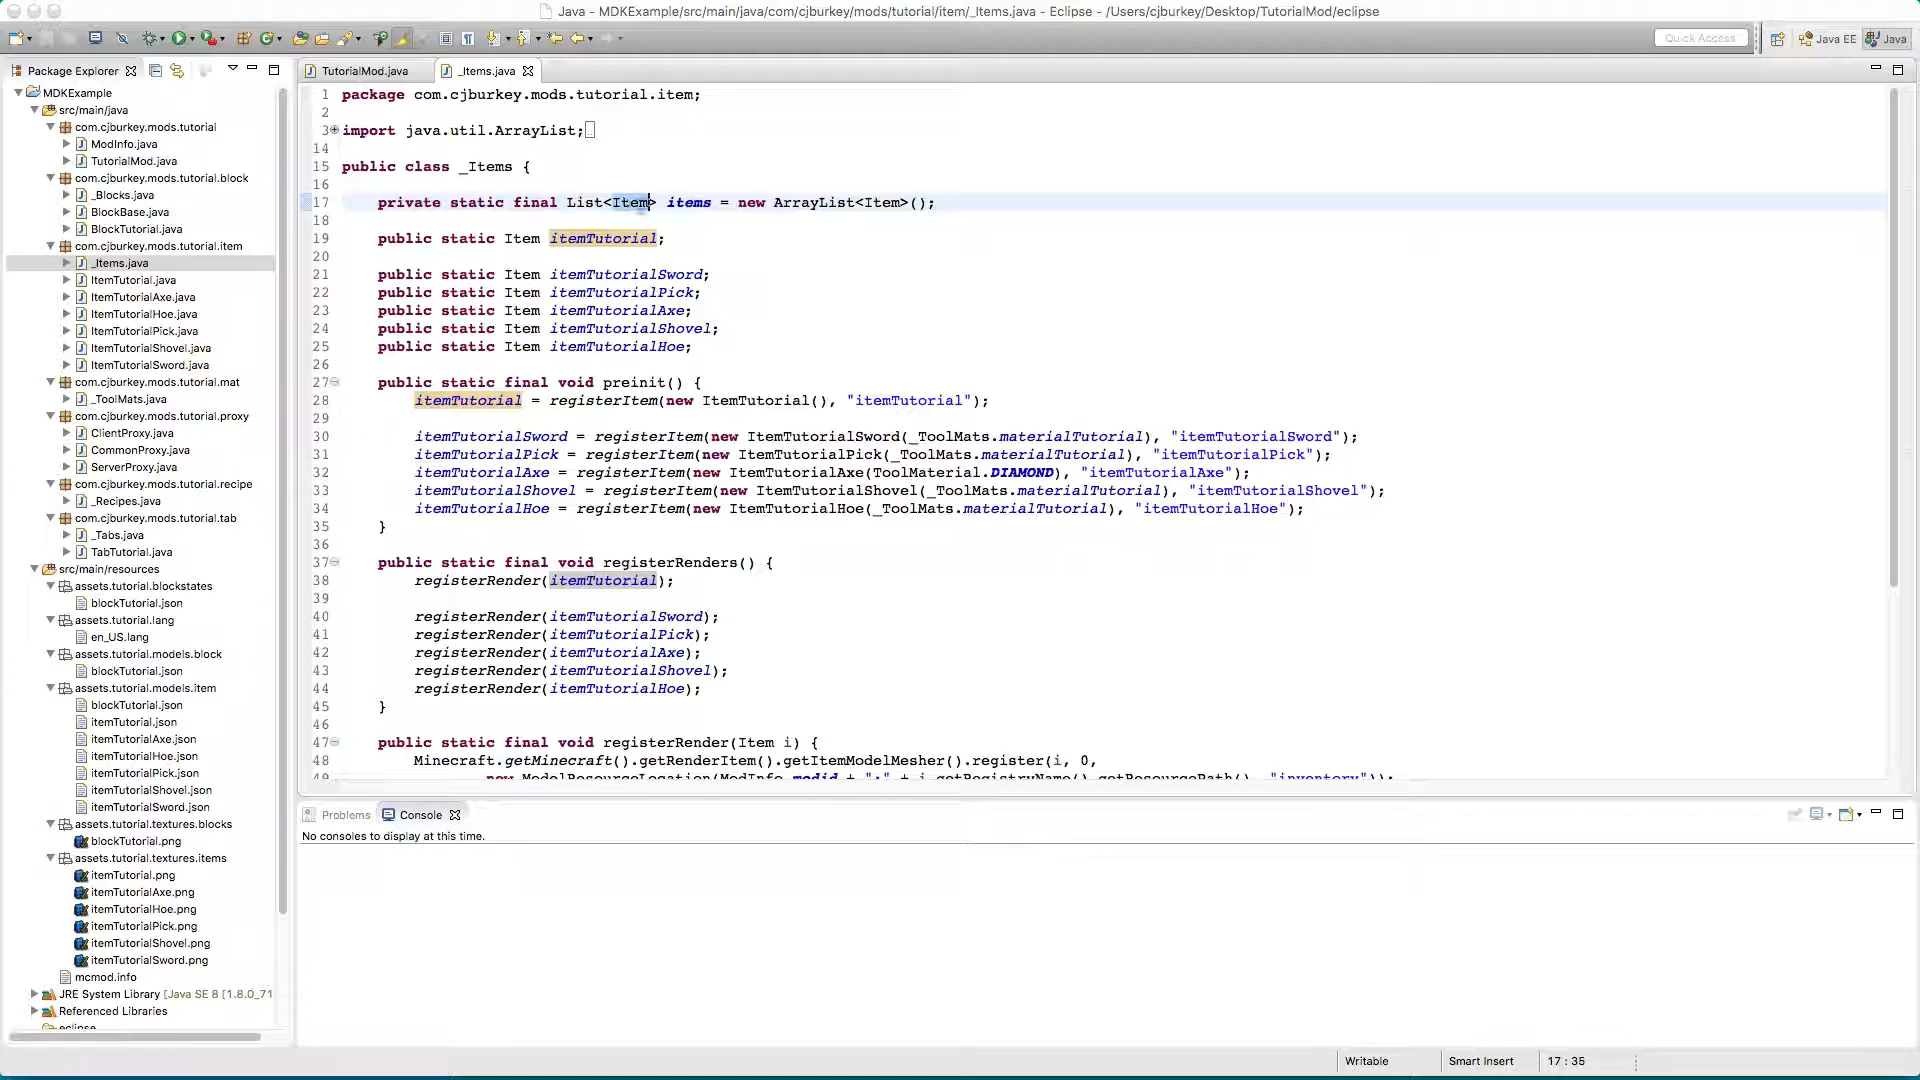 Java - MDKExample/src/main/java/com/cjburkey/mods/tutorial/item/_Items.java - Eclipse - /Users/cjburkey/Desktop/TutorialMod/eclipse
Quick Access
Java EE
Java
Package Explorer
TutorialMod.java
_Items.java
MDKExample
src/main/java
com.cjburkey.mods.tutorial
ModInfo.java
TutorialMod.java
com.cjburkey.mods.tutorial.block
_Blocks.java
BlockBase.java
BlockTutorial.java
com.cjburkey.mods.tutorial.item
_Items.java
ItemTutorial.java
ItemTutorialAxe.java
ItemTutorialHoe.java
ItemTutorialPick.java
ItemTutorialShovel.java
ItemTutorialSword.java
com.cjburkey.mods.tutorial.mat
_ToolMats.java
com.cjburkey.mods.tutorial.proxy
ClientProxy.java
CommonProxy.java
ServerProxy.java
com.cjburkey.mods.tutorial.recipe
_Recipes.java
com.cjburkey.mods.tutorial.tab
_Tabs.java
TabTutorial.java
src/main/resources
assets.tutorial.blockstates
blockTutorial.json
assets.tutorial.lang
en_US.lang
assets.tutorial.models.block
blockTutorial.json
assets.tutorial.models.item
blockTutorial.json
itemTutorial.json
itemTutorialAxe.json
itemTutorialHoe.json
itemTutorialPick.json
itemTutorialShovel.json
itemTutorialSword.json
assets.tutorial.textures.blocks
blockTutorial.png
assets.tutorial.textures.items
itemTutorial.png
itemTutorialAxe.png
itemTutorialHoe.png
itemTutorialPick.png
itemTutorialShovel.png
itemTutorialSword.png
mcmod.info
JRE System Library [Java SE 8 [1.8.0_71
Referenced Libraries
eclipse
1 package com.cjburkey.mods.tutorial.item;
2
3 import java.util.ArrayList;
14
15 public class _Items {
16
17 private static final List<Item> items = new ArrayList<Item>();
18
19 public static Item itemTutorial;
20
21 public static Item itemTutorialSword;
22 public static Item itemTutorialPick;
23 public static Item itemTutorialAxe;
24 public static Item itemTutorialShovel;
25 public static Item itemTutorialHoe;
26
27 public static final void preinit() {
28 itemTutorial = registerItem(new ItemTutorial(), "itemTutorial");
29
30 itemTutorialSword = registerItem(new ItemTutorialSword(_ToolMats.materialTutorial), "itemTutorialSword");
31 itemTutorialPick = registerItem(new ItemTutorialPick(_ToolMats.materialTutorial), "itemTutorialPick");
32 itemTutorialAxe = registerItem(new ItemTutorialAxe(ToolMaterial.DIAMOND), "itemTutorialAxe");
33 itemTutorialShovel = registerItem(new ItemTutorialShovel(_ToolMats.materialTutorial), "itemTutorialShovel");
34 itemTutorialHoe = registerItem(new ItemTutorialHoe(_ToolMats.materialTutorial), "itemTutorialHoe");
35 }
36
37 public static final void registerRenders() {
38 registerRender(itemTutorial);
39
40 registerRender(itemTutorialSword);
41 registerRender(itemTutorialPick);
42 registerRender(itemTutorialAxe);
43 registerRender(itemTutorialShovel);
44 registerRender(itemTutorialHoe);
45 }
46
47 public static final void registerRender(Item i) {
48 Minecraft.getMinecraft().getRenderItem().getItemModelMesher().register(i, 0,
49 new ModelResourceLocation(ModInfo.modid + ":" + i.getRegistryName().getResourcePath(), "inventory"));
Problems
Console
No consoles to display at this time.
Writable
Smart Insert
17 : 35